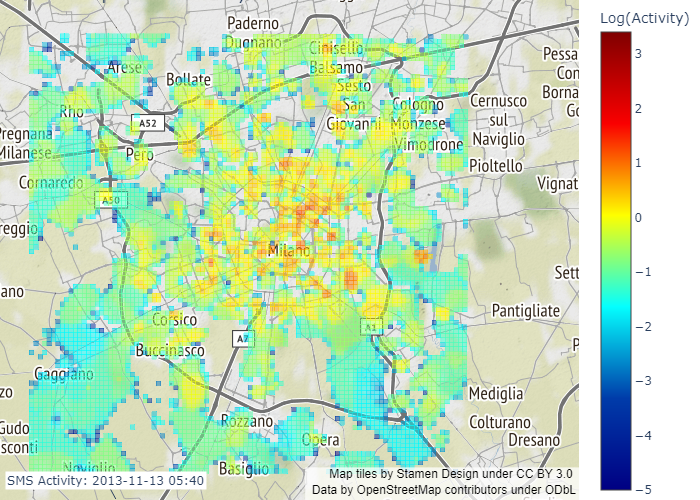 Log(Activity)
3
2
1
0
−1
−2
−3
−4
−5
Paderno
Dugnano
Cinisello
Balsamo
Arese
Bollate
Sesto
San
Giovanni
Cologno
Monzese
Cernusco
sul
Naviglio
Pessa
Borna
Rho
A52
Pregnana
Milanese
Pero
Vimodrone
Pioltello
Cornaredo
A50
Vignat
reggio
Milano
Sett
ano
Pantigliate
Corsico
A1
A7
Buccinasco
Gaggiano
Mediglia
Rozzano
Colturano
Dresano
Gudo
sconti
Opera
Noviglio
Basiglio
SMS Activity: 2013-11-13 05:40
Map tiles by Stamen Design under CC BY 3.0
Data by OpenStreetMap contributors under ODbL